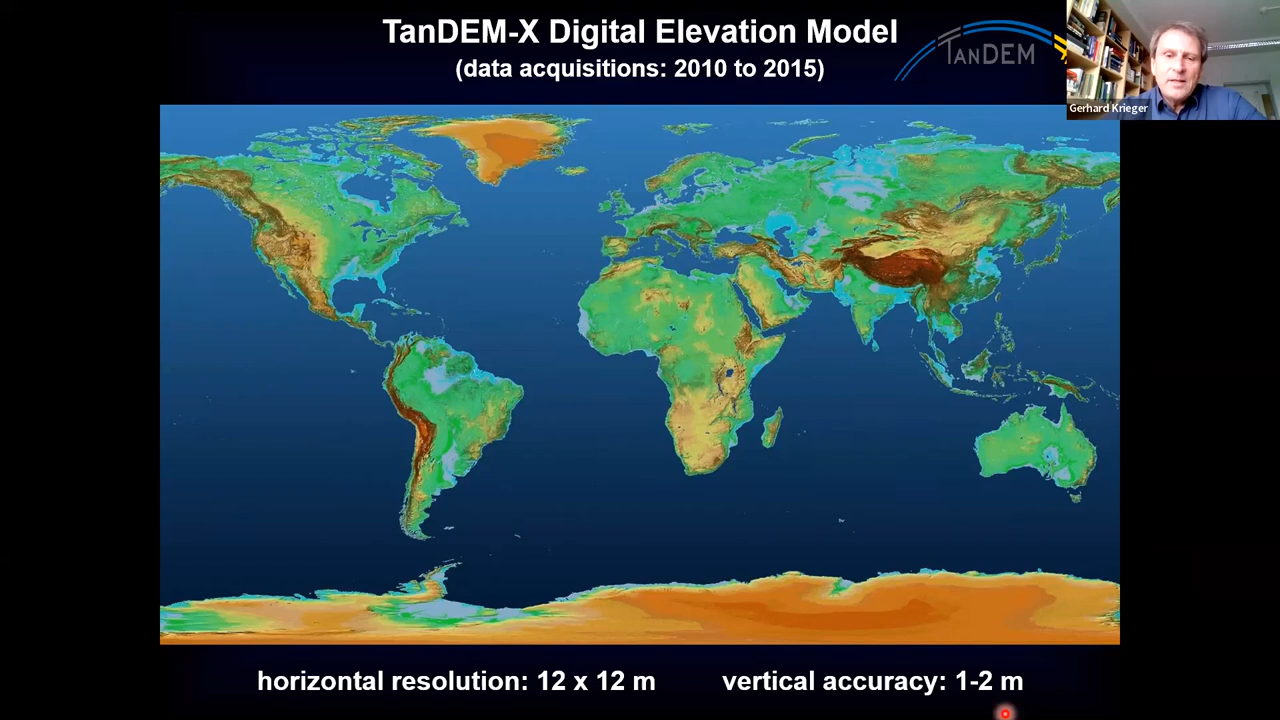 TanDEM-X Digital Elevation Model
(data acquisitions: 2010 to 2015)
TANDEM
Gerhard Krieger
horizontal resolution: 12 x 12 m
vertical accuracy: 1-2 m